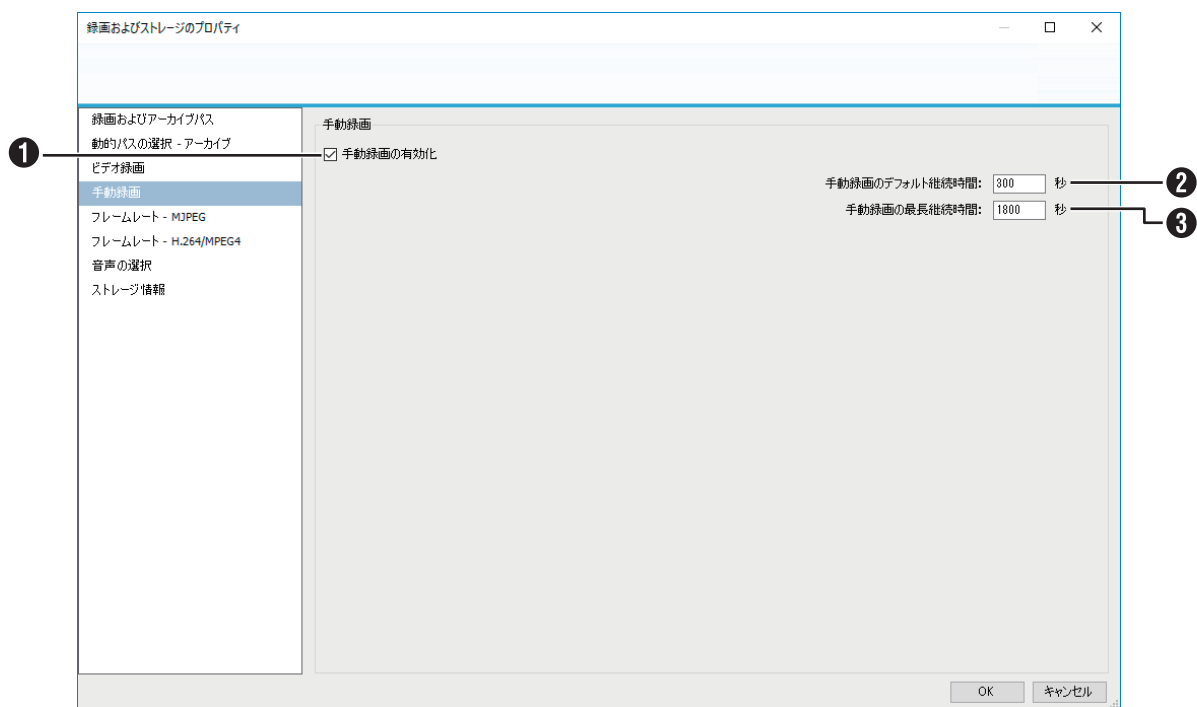 録画およびストレージのプロパティ
録画およびアーカイブパス
動的パスの選択 - アーカイブ
ビデオ録画
手動録画
フレームレート - MJPEG
フレームレート - H.264/MPEG4
音声の選択
ストレージ情報
手動録画
❶ 手動録画の有効化
手動録画のデフォルト継続時間: 300 秒 ❷
手動録画の最長継続時間: 1800 秒 ❸
OK キャンセル